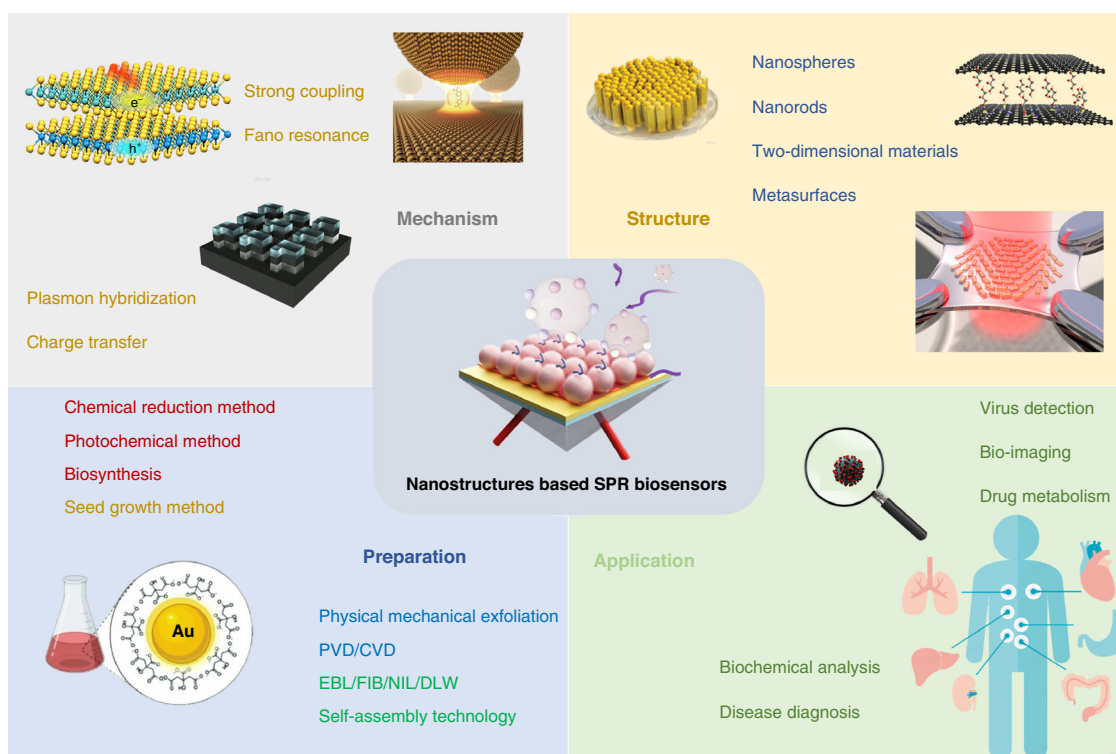 e⁻
h⁺
Strong coupling
Fano resonance
Mechanism
Plasmon hybridization
Charge transfer
Nanospheres
Nanorods
Two-dimensional materials
Metasurfaces
Structure
Nanostructures based SPR biosensors
Chemical reduction method
Photochemical method
Biosynthesis
Seed growth method
Preparation
Au
Physical mechanical exfoliation
PVD/CVD
EBL/FIB/NIL/DLW
Self-assembly technology
Application
Virus detection
Bio-imaging
Drug metabolism
Biochemical analysis
Disease diagnosis